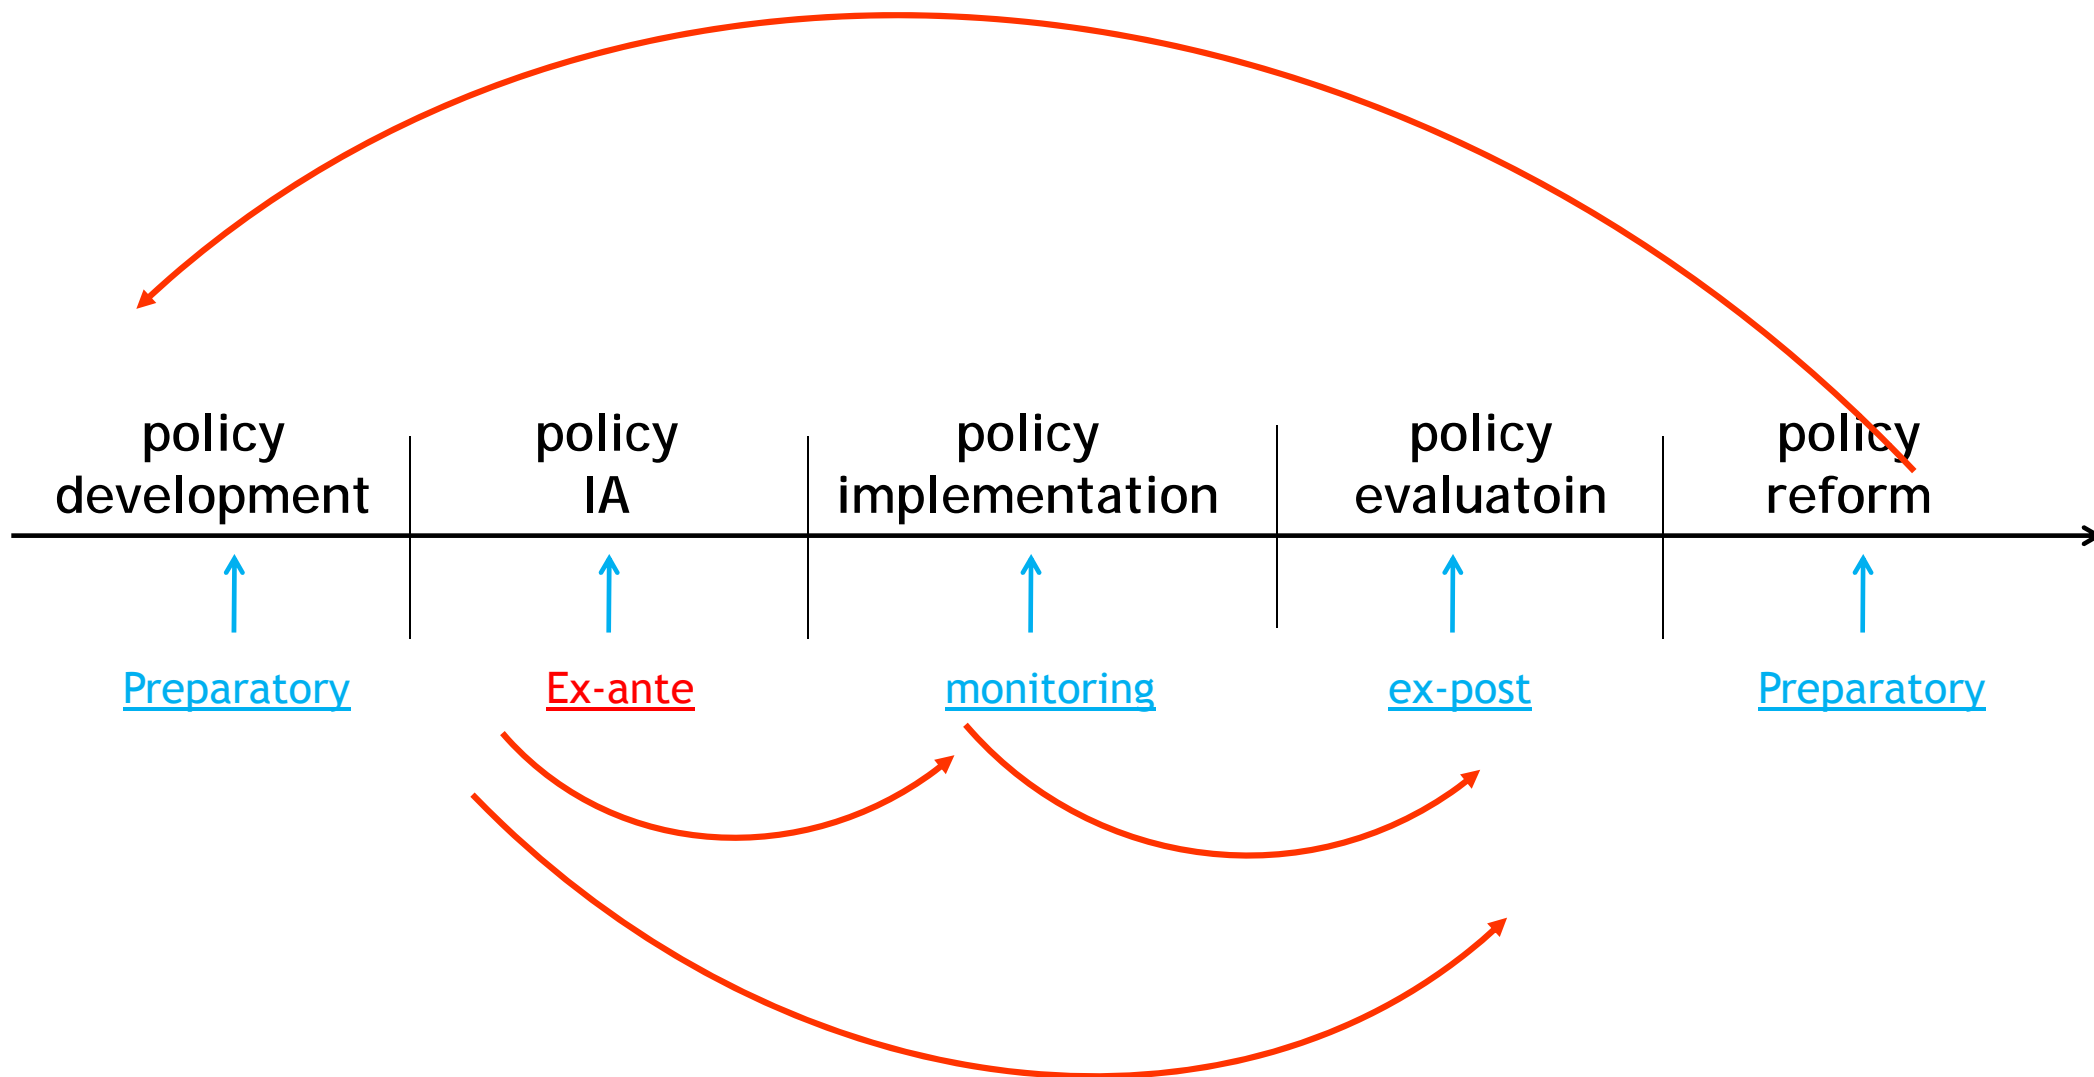 policy
development
policy
IA
policy
implementation
policy
evaluatoin
policy
reform
Preparatory
Ex-ante
monitoring
ex-post
Preparatory